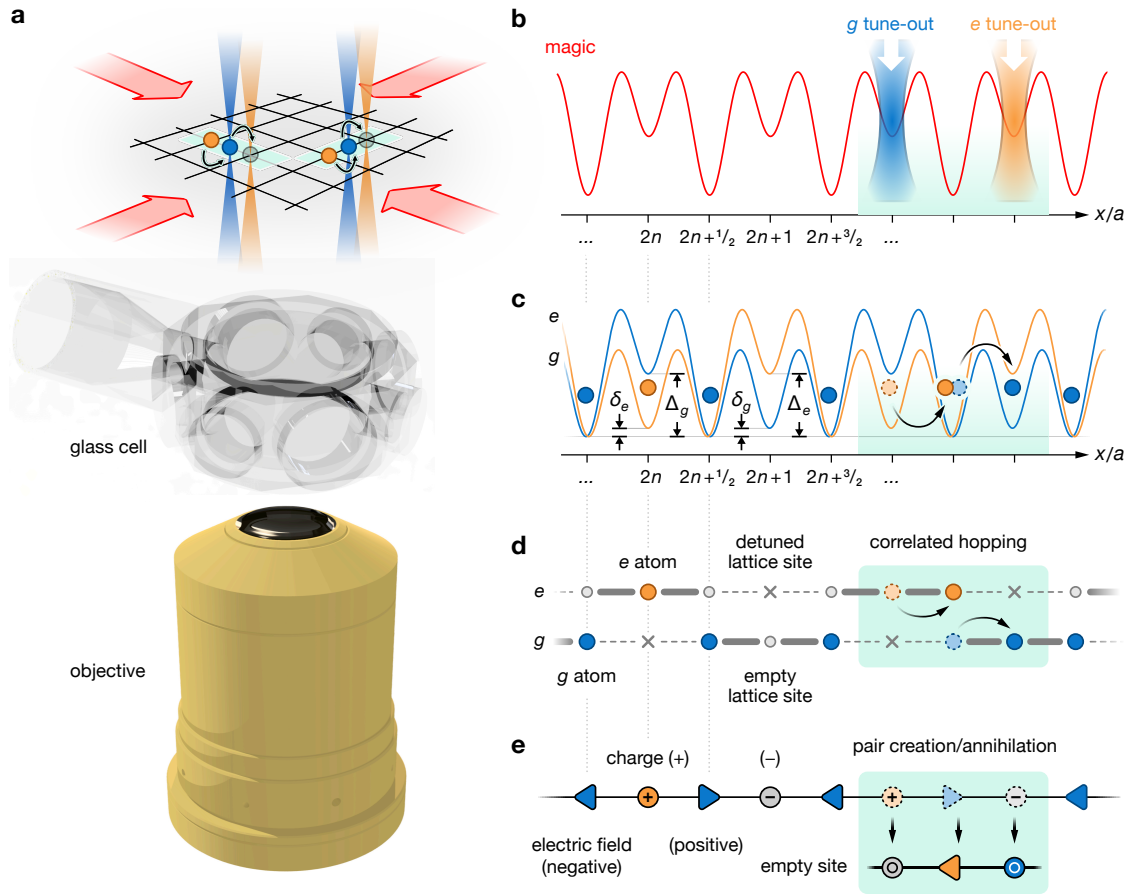 a
glass cell
objective
b
g tune-out
e tune-out
magic
x/a
...
2n
2n+1/2
2n+1
2n+3/2
...
c
e
g
δe
Δg
δg
Δe
x/a
...
2n
2n+1/2
2n+1
2n+3/2
...
d
e atom
detuned
lattice site
correlated hopping
e
g
g atom
empty
lattice site
e
charge (+)
(−)
pair creation/annihilation
+
−
+
−
electric field
(negative)
(positive)
empty site